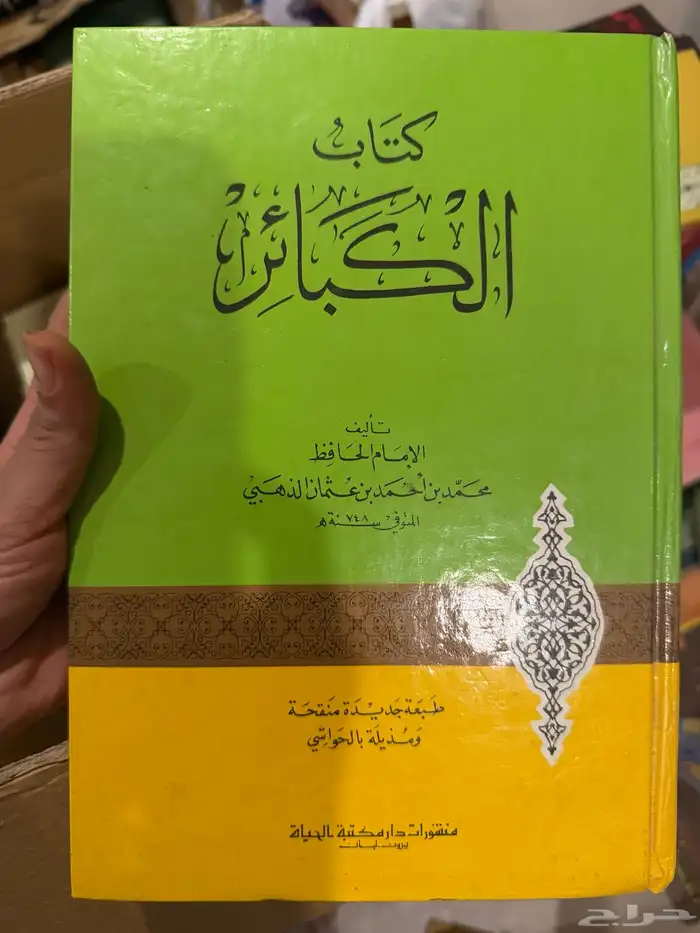 كتاب
الكبائر
تأليف
الإمام الحافظ
محمد بن أحمد بن عثمان الذهبي
المتوفى سنة ٧٤٨ هـ
طبعة جديدة منقحة
ومذيلة بالحواشي
منشورات دار مكتبة الحياة
بيروت - لبنان
حراج